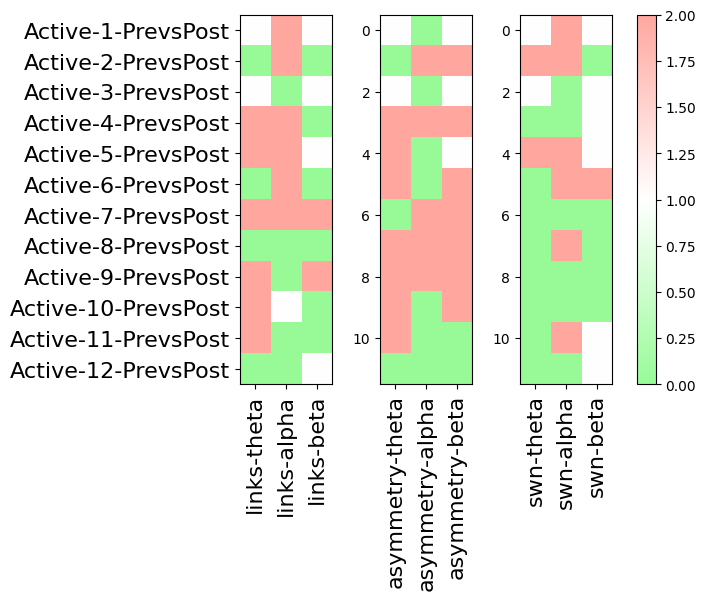 Active-1-PrevsPost
Active-2-PrevsPost
Active-3-PrevsPost
Active-4-PrevsPost
Active-5-PrevsPost
Active-6-PrevsPost
Active-7-PrevsPost
Active-8-PrevsPost
Active-9-PrevsPost
Active-10-PrevsPost
Active-11-PrevsPost
Active-12-PrevsPost
links-theta
links-alpha
links-beta
0
2
4
6
8
10
asymmetry-theta
asymmetry-alpha
asymmetry-beta
0
2
4
6
8
10
swn-theta
swn-alpha
swn-beta
2.00
1.75
1.50
1.25
1.00
0.75
0.50
0.25
0.00